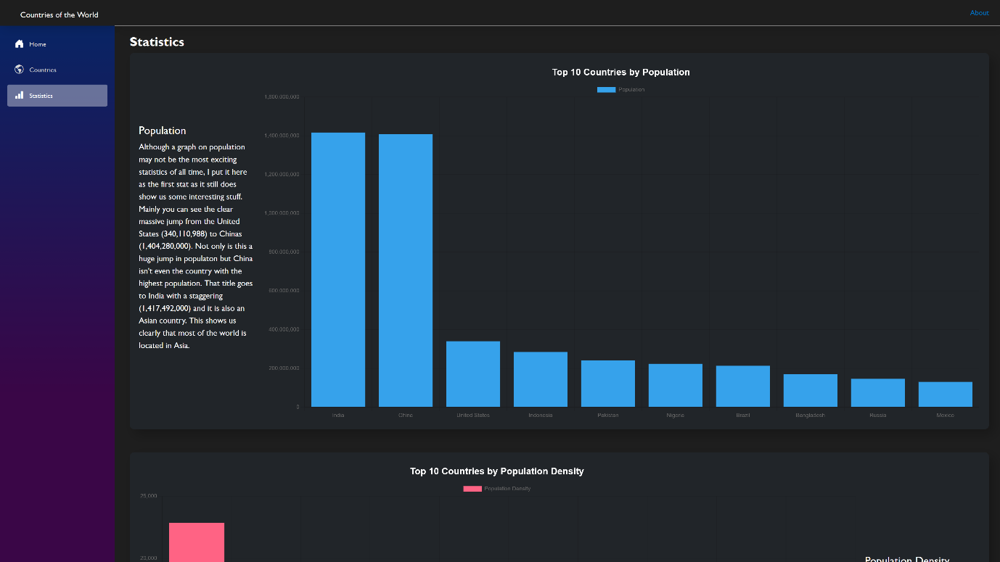 Countries of the World
About
Home
Countries
Statistics
Statistics
Top 10 Countries by Population
Population
1,600,000,000
1,400,000,000
1,200,000,000
1,000,000,000
800,000,000
600,000,000
400,000,000
200,000,000
0
India
China
United States
Indonesia
Pakistan
Nigeria
Brazil
Bangladesh
Russia
Mexico
Population
Although a graph on population
may not be the most exciting
statistics of all time, I put it here
as the first stat as it still does
show us some interesting stuff.
Mainly you can see the clear
massive jump from the United
States (340,110,988) to Chinas
(1,404,280,000). Not only is this a
huge jump in populaton but China
isn't even the country with the
highest population. That title goes
to India with a staggering
(1,417,492,000) and it is also an
Asian country. This shows us
clearly that most of the world is
located in Asia.
Top 10 Countries by Population Density
Population Density
25,000
20,000
Population Density